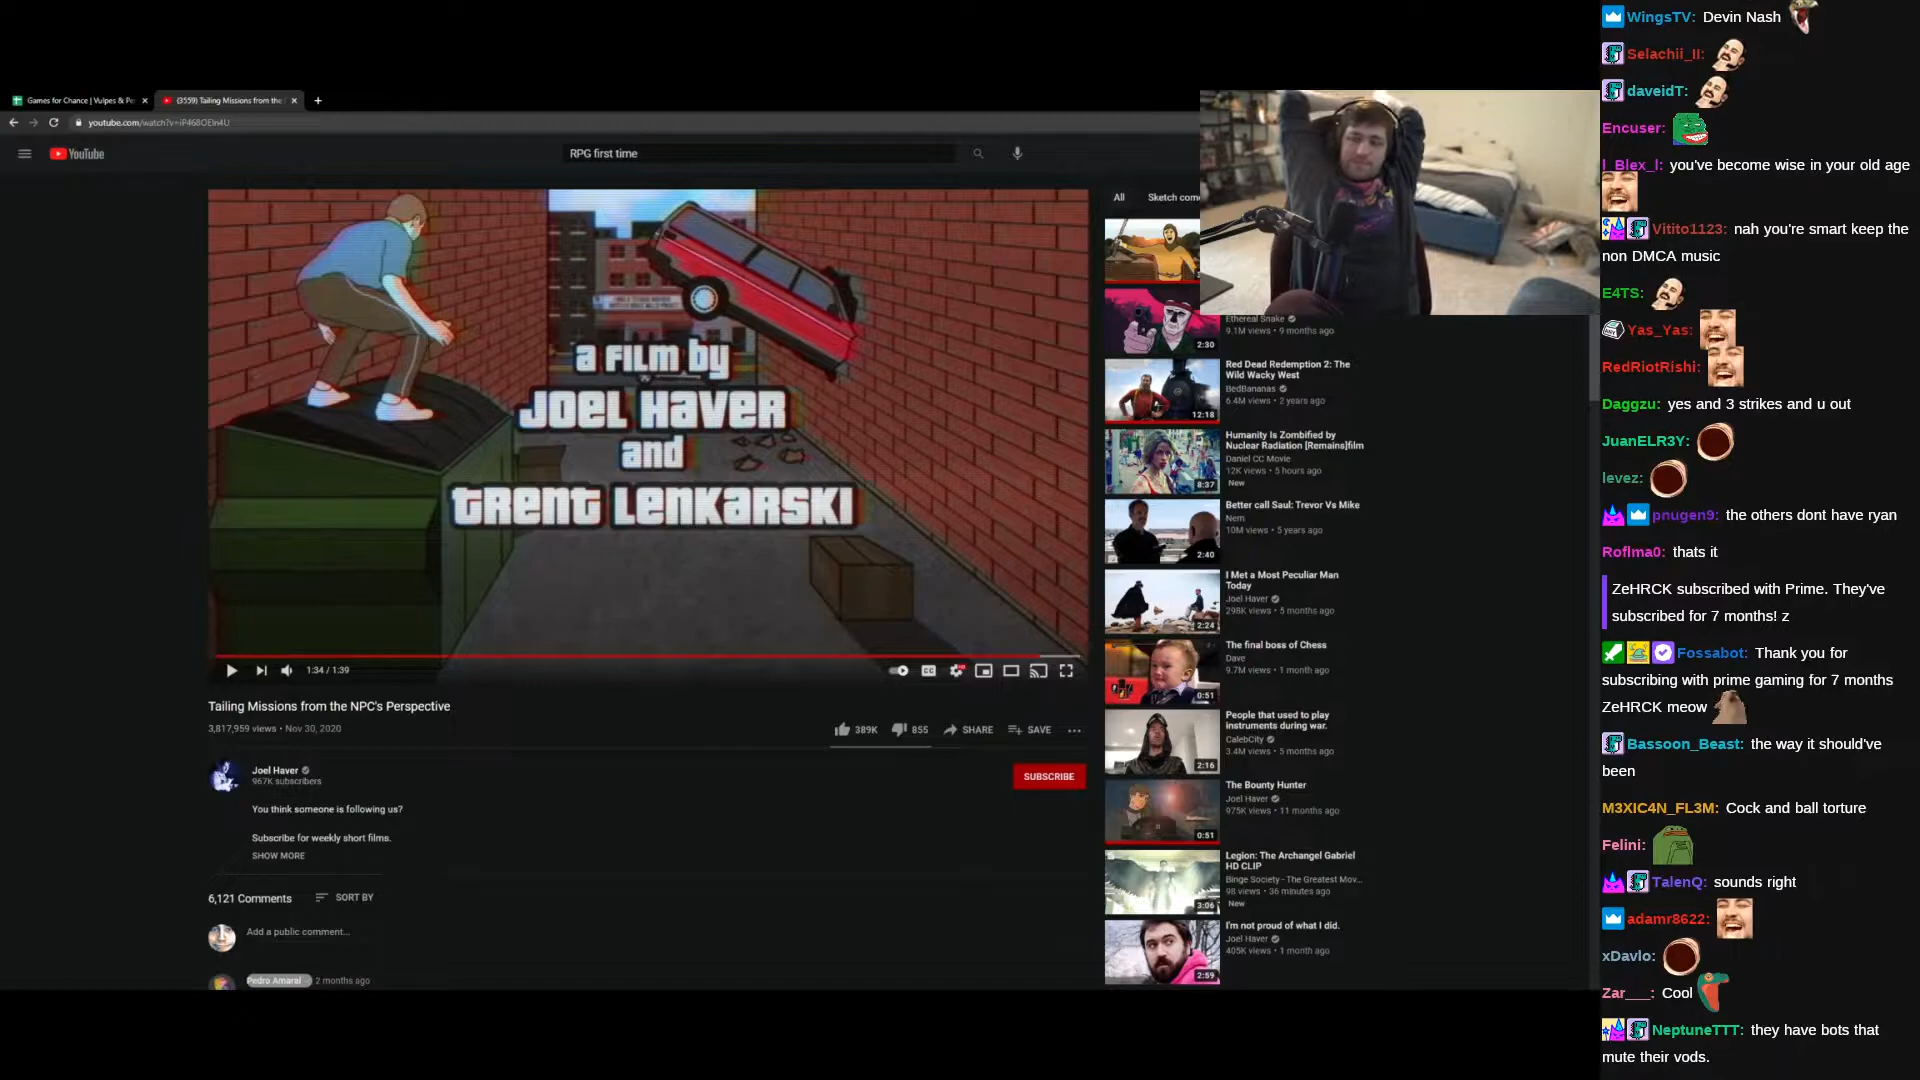 Games for Chance | Vulpes & Pe
(3559) Tailing Missions from the
youtube.com/watch?v=iP468OEIn4U
YouTube
RPG first time
a film by
Joel Haver
and
Trent Lenkarski
1:34 / 1:39
Tailing Missions from the NPC's Perspective
3,817,959 views • Nov 30, 2020
389K
855
SHARE
SAVE
Joel Haver
967K subscribers
SUBSCRIBE
You think someone is following us?
Subscribe for weekly short films.
SHOW MORE
6,121 Comments
SORT BY
Add a public comment...
Pedro Amaral
2 months ago
All
Sketch com
Ethereal Snake
9.1M views • 9 months ago
2:30
Red Dead Redemption 2: The
Wild Wacky West
BedBananas
6.4M views • 2 years ago
12:18
Humanity Is Zombified by
Nuclear Radiation [Remains]film
Daniel CC Movie
12K views • 5 hours ago
New
8:37
Better call Saul: Trevor Vs Mike
Nem
10M views • 5 years ago
2:40
I Met a Most Peculiar Man
Today
Joel Haver
298K views • 5 months ago
2:24
The final boss of Chess
Dave
9.7M views • 1 month ago
0:51
People that used to play
instruments during war.
CalebCity
3.4M views • 5 months ago
2:16
The Bounty Hunter
Joel Haver
975K views • 11 months ago
0:51
Legion: The Archangel Gabriel
HD CLIP
Binge Society - The Greatest Mov...
98 views • 36 minutes ago
New
3:06
I'm not proud of what I did.
Joel Haver
405K views • 1 month ago
2:59
WingsTV: Devin Nash
Selachii_II:
daveidT:
Encuser:
l_Blex_l: you've become wise in your old age
Vitito1123: nah you're smart keep the
non DMCA music
E4TS:
Yas_Yas:
RedRiotRishi:
Daggzu: yes and 3 strikes and u out
JuanELR3Y:
levez:
pnugen9: the others dont have ryan
Roflma0: thats it
ZeHRCK subscribed with Prime. They've
subscribed for 7 months! z
Fossabot: Thank you for
subscribing with prime gaming for 7 months
ZeHRCK meow
Bassoon_Beast: the way it should've
been
M3XIC4N_FL3M: Cock and ball torture
Felini:
TalenQ: sounds right
adamr8622:
xDavlo:
Zar___: Cool
NeptuneTTT: they have bots that
mute their vods.